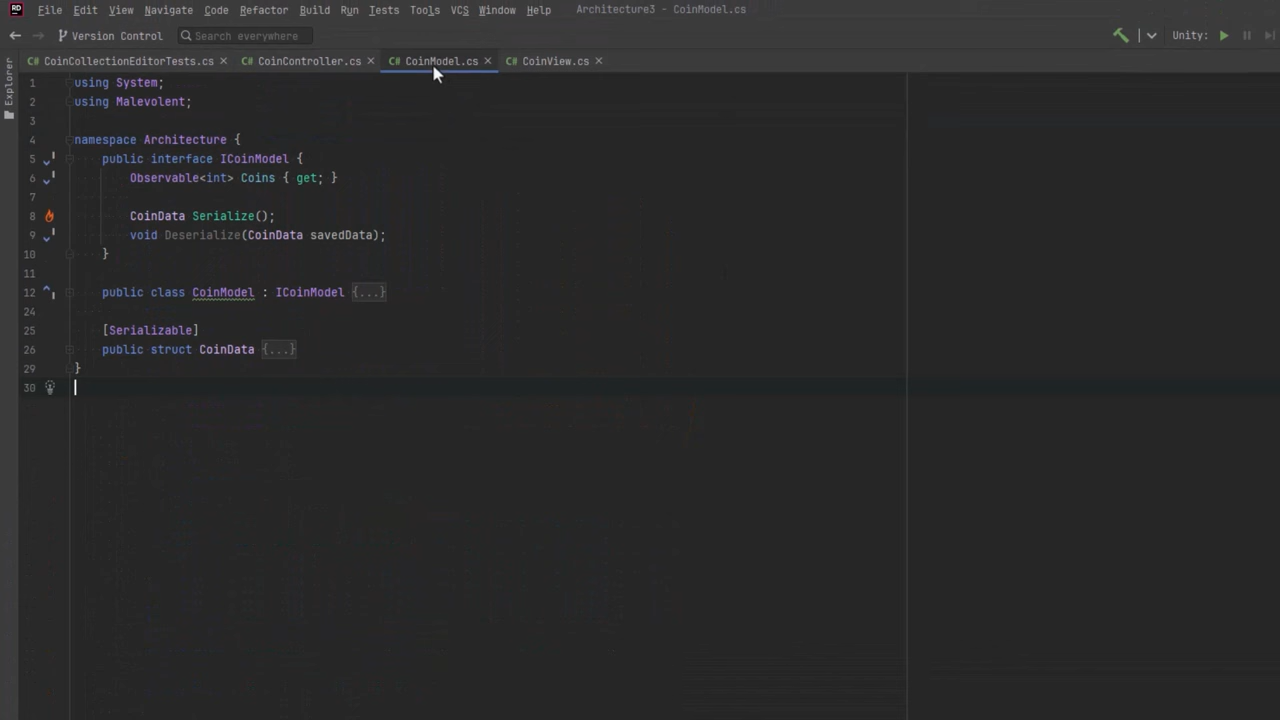 RD File Edit View Navigate Code Refactor Build Run Tests Tools VCS Window Help Architecture3 - CoinModel.cs
Version Control Search everywhere Unity:
C# CoinCollectionEditorTests.cs C# CoinController.cs C# CoinModel.cs C# CoinView.cs
Explorer
1 using System;
2 using Malevolent;
3
4 namespace Architecture {
5 public interface ICoinModel {
6 Observable<int> Coins { get; }
7
8 CoinData Serialize();
9 void Deserialize(CoinData savedData);
10 }
11
12 public class CoinModel : ICoinModel {...}
24
25 [Serializable]
26 public struct CoinData {...}
29 }
30